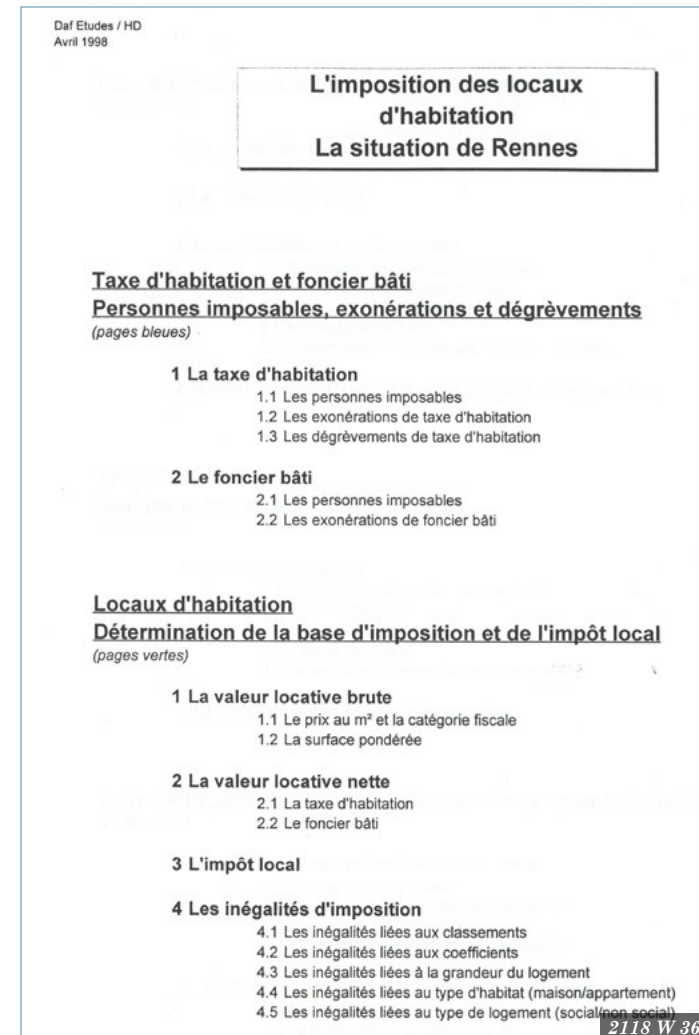 Daf Etudes / HD
Avril 1998
L'imposition des locaux
d'habitation
La situation de Rennes
Taxe d'habitation et foncier bâti
Personnes imposables, exonérations et dégrèvements
(pages bleues)
1 La taxe d'habitation
1.1 Les personnes imposables
1.2 Les exonérations de taxe d'habitation
1.3 Les dégrèvements de taxe d'habitation
2 Le foncier bâti
2.1 Les personnes imposables
2.2 Les exonérations de foncier bâti
Locaux d'habitation
Détermination de la base d'imposition et de l'impôt local
(pages vertes)
1 La valeur locative brute
1.1 Le prix au m² et la catégorie fiscale
1.2 La surface pondérée
2 La valeur locative nette
2.1 La taxe d'habitation
2.2 Le foncier bâti
3 L'impôt local
4 Les inégalités d'imposition
4.1 Les inégalités liées aux classements
4.2 Les inégalités liées aux coefficients
4.3 Les inégalités liées à la grandeur du logement
4.4 Les inégalités liées au type d'habitat (maison/appartement)
4.5 Les inégalités liées au type de logement (social/non social)
2118 W 36